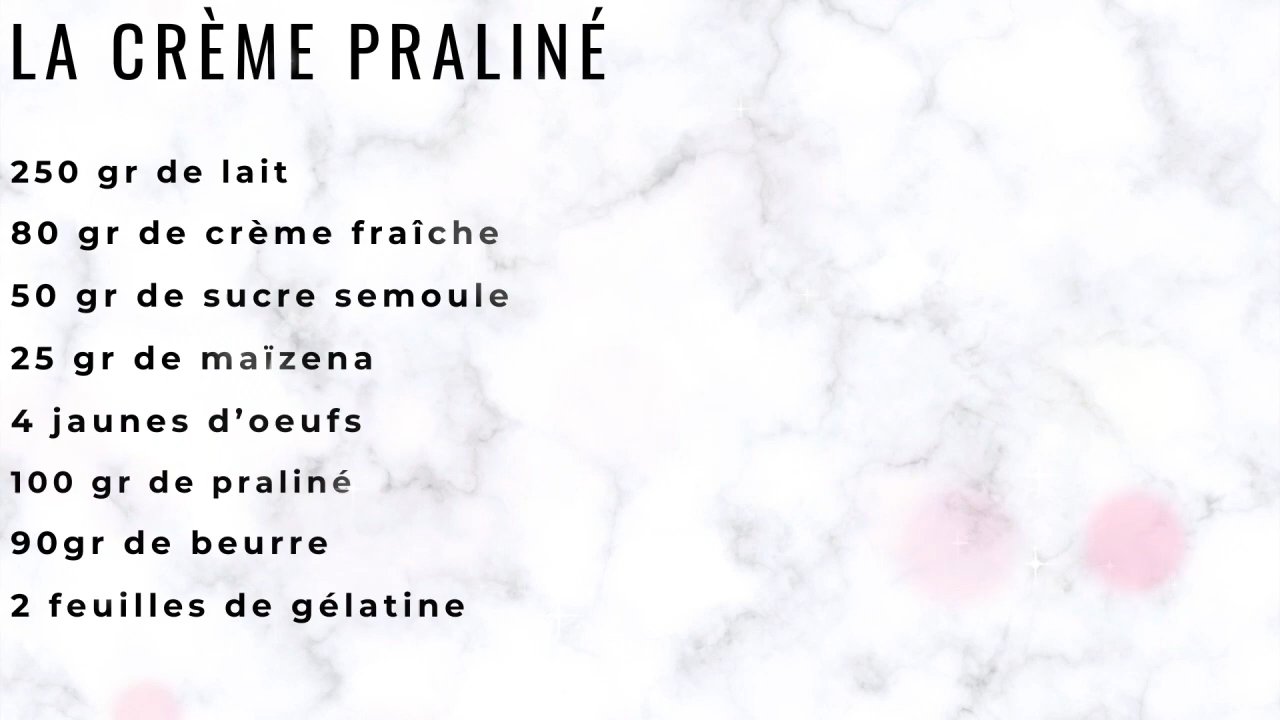 LA CRÈME PRALINÉ
250 gr de lait
80 gr de crème fraîche
50 gr de sucre semoule
25 gr de maïzena
4 jaunes d’oeufs
100 gr de praliné
90gr de beurre
2 feuilles de gélatine